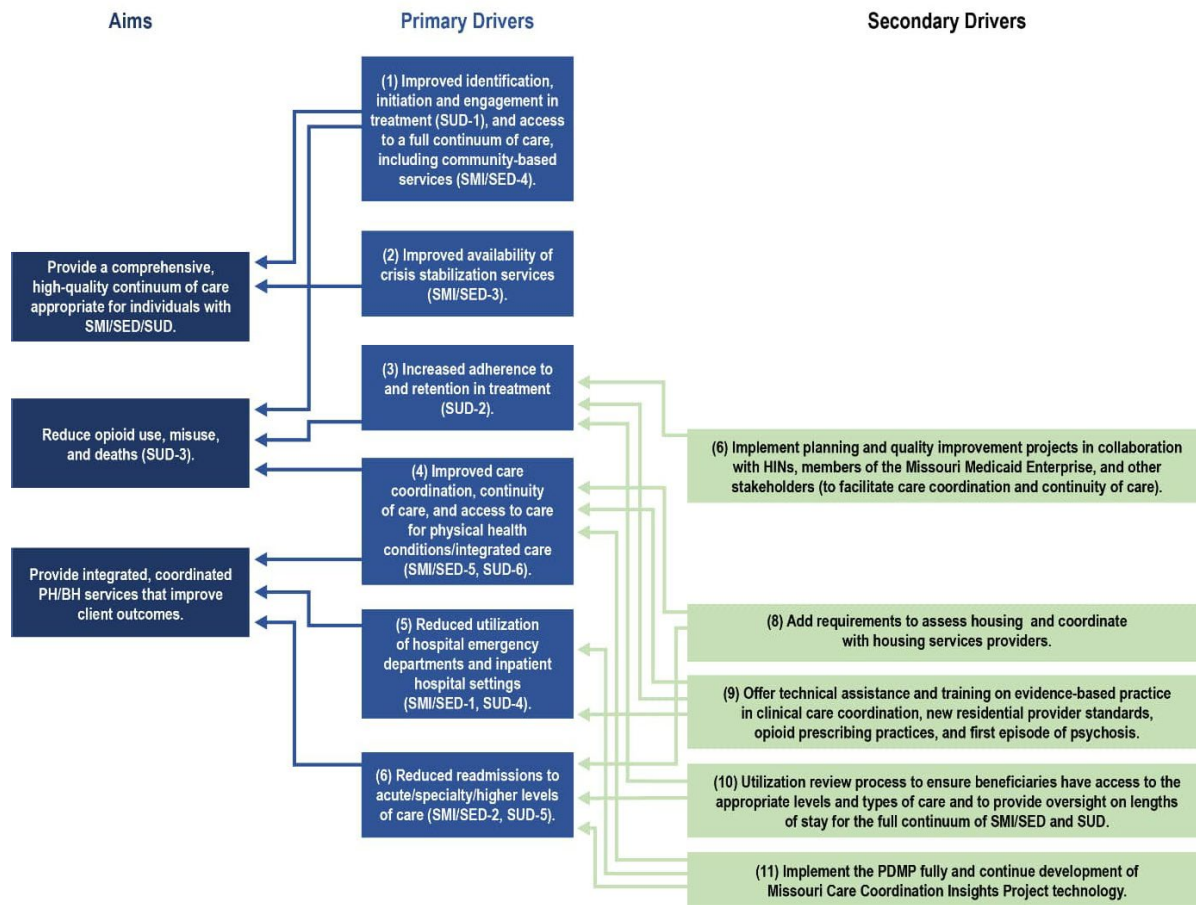 Aims
Primary Drivers
Secondary Drivers
Provide a comprehensive,
high-quality continuum of care
appropriate for individuals with
SMI/SED/SUD.
Reduce opioid use, misuse,
and deaths (SUD-3).
Provide integrated, coordinated
PH/BH services that improve
client outcomes.
(1) Improved identification,
initiation and engagement in
treatment (SUD-1), and access
to a full continuum of care,
including community-based
services (SMI/SED-4).
(2) Improved availability of
crisis stabilization services
(SMI/SED-3).
(3) Increased adherence to
and retention in treatment
(SUD-2).
(4) Improved care
coordination, continuity
of care, and access to care
for physical health
conditions/integrated care
(SMI/SED-5, SUD-6).
(5) Reduced utilization
of hospital emergency
departments and inpatient
hospital settings
(SMI/SED-1, SUD-4).
(6) Reduced readmissions to
acute/specialty/higher levels
of care (SMI/SED-2, SUD-5).
(6) Implement planning and quality improvement projects in collaboration
with HINs, members of the Missouri Medicaid Enterprise, and other
stakeholders (to facilitate care coordination and continuity of care).
(8) Add requirements to assess housing and coordinate
with housing services providers.
(9) Offer technical assistance and training on evidence-based practice
in clinical care coordination, new residential provider standards,
opioid prescribing practices, and first episode of psychosis.
(10) Utilization review process to ensure beneficiaries have access to the
appropriate levels and types of care and to provide oversight on lengths
of stay for the full continuum of SMI/SED and SUD.
(11) Implement the PDMP fully and continue development of
Missouri Care Coordination Insights Project technology.